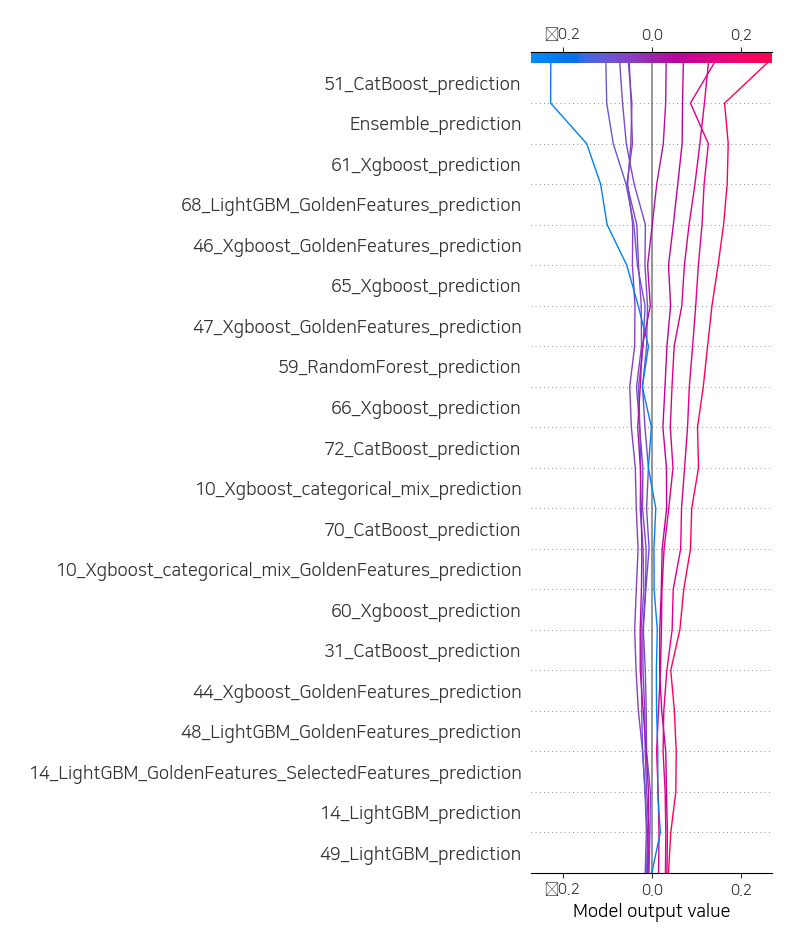 ▯0.2 0.0 0.2
51_CatBoost_prediction
Ensemble_prediction
61_Xgboost_prediction
68_LightGBM_GoldenFeatures_prediction
46_Xgboost_GoldenFeatures_prediction
65_Xgboost_prediction
47_Xgboost_GoldenFeatures_prediction
59_RandomForest_prediction
66_Xgboost_prediction
72_CatBoost_prediction
10_Xgboost_categorical_mix_prediction
70_CatBoost_prediction
10_Xgboost_categorical_mix_GoldenFeatures_prediction
60_Xgboost_prediction
31_CatBoost_prediction
44_Xgboost_GoldenFeatures_prediction
48_LightGBM_GoldenFeatures_prediction
14_LightGBM_GoldenFeatures_SelectedFeatures_prediction
14_LightGBM_prediction
49_LightGBM_prediction
▯0.2 0.0 0.2
Model output value